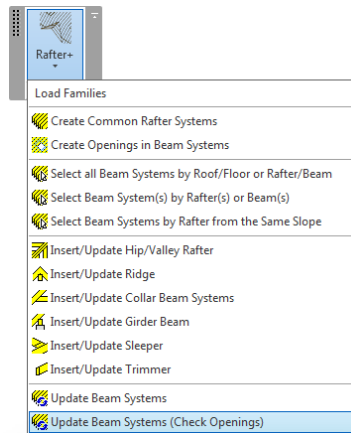 Rafter+
Load Families
Create Common Rafter Systems
Create Openings in Beam Systems
Select all Beam Systems by Roof/Floor or Rafter/Beam
Select Beam System(s) by Rafter(s) or Beam(s)
Select Beam Systems by Rafter from the Same Slope
Insert/Update Hip/Valley Rafter
Insert/Update Ridge
Insert/Update Collar Beam Systems
Insert/Update Girder Beam
Insert/Update Sleeper
Insert/Update Trimmer
Update Beam Systems
Update Beam Systems (Check Openings)